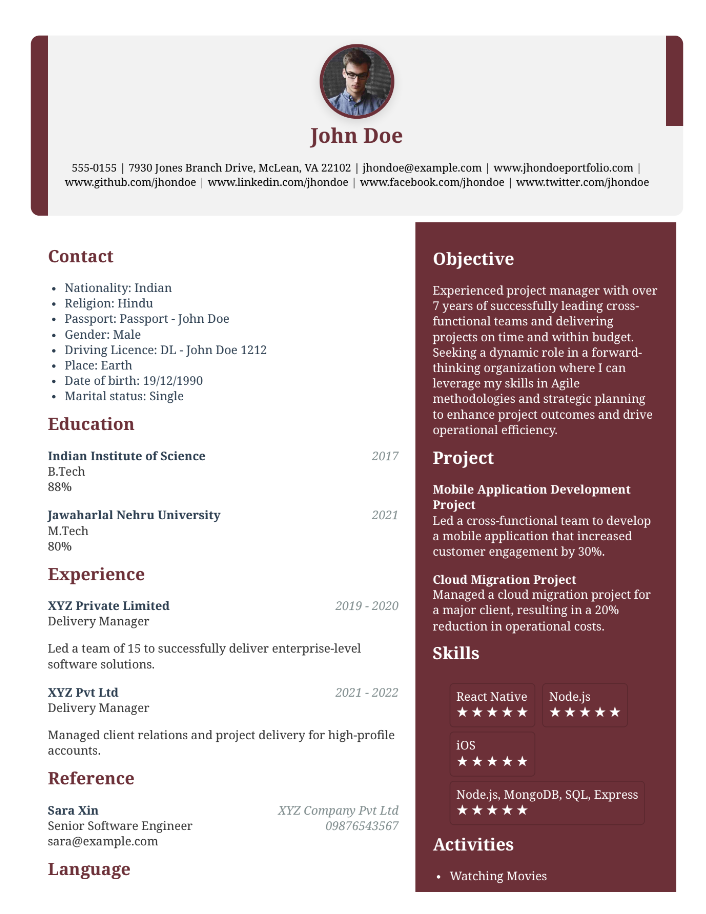 John Doe
555-0155 | 7930 Jones Branch Drive, McLean, VA 22102 | jhondoe@example.com | www.jhondoeportfolio.com |
www.github.com/jhondoe | www.linkedin.com/jhondoe | www.facebook.com/jhondoe | www.twitter.com/jhondoe
Contact
• Nationality: Indian
• Religion: Hindu
• Passport: Passport - John Doe
• Gender: Male
• Driving Licence: DL - John Doe 1212
• Place: Earth
• Date of birth: 19/12/1990
• Marital status: Single
Education
Indian Institute of Science 2017
B.Tech
88%
Jawaharlal Nehru University 2021
M.Tech
80%
Experience
XYZ Private Limited 2019 - 2020
Delivery Manager
Led a team of 15 to successfully deliver enterprise-level
software solutions.
XYZ Pvt Ltd 2021 - 2022
Delivery Manager
Managed client relations and project delivery for high-profile
accounts.
Reference
Sara Xin XYZ Company Pvt Ltd
Senior Software Engineer 09876543567
sara@example.com
Language
Objective
Experienced project manager with over
7 years of successfully leading cross-
functional teams and delivering
projects on time and within budget.
Seeking a dynamic role in a forward-
thinking organization where I can
leverage my skills in Agile
methodologies and strategic planning
to enhance project outcomes and drive
operational efficiency.
Project
Mobile Application Development
Project
Led a cross-functional team to develop
a mobile application that increased
customer engagement by 30%.
Cloud Migration Project
Managed a cloud migration project for
a major client, resulting in a 20%
reduction in operational costs.
Skills
React Native Node.js
★★★★★ ★★★★★
iOS
★★★★★
Node.js, MongoDB, SQL, Express
★★★★★
Activities
• Watching Movies